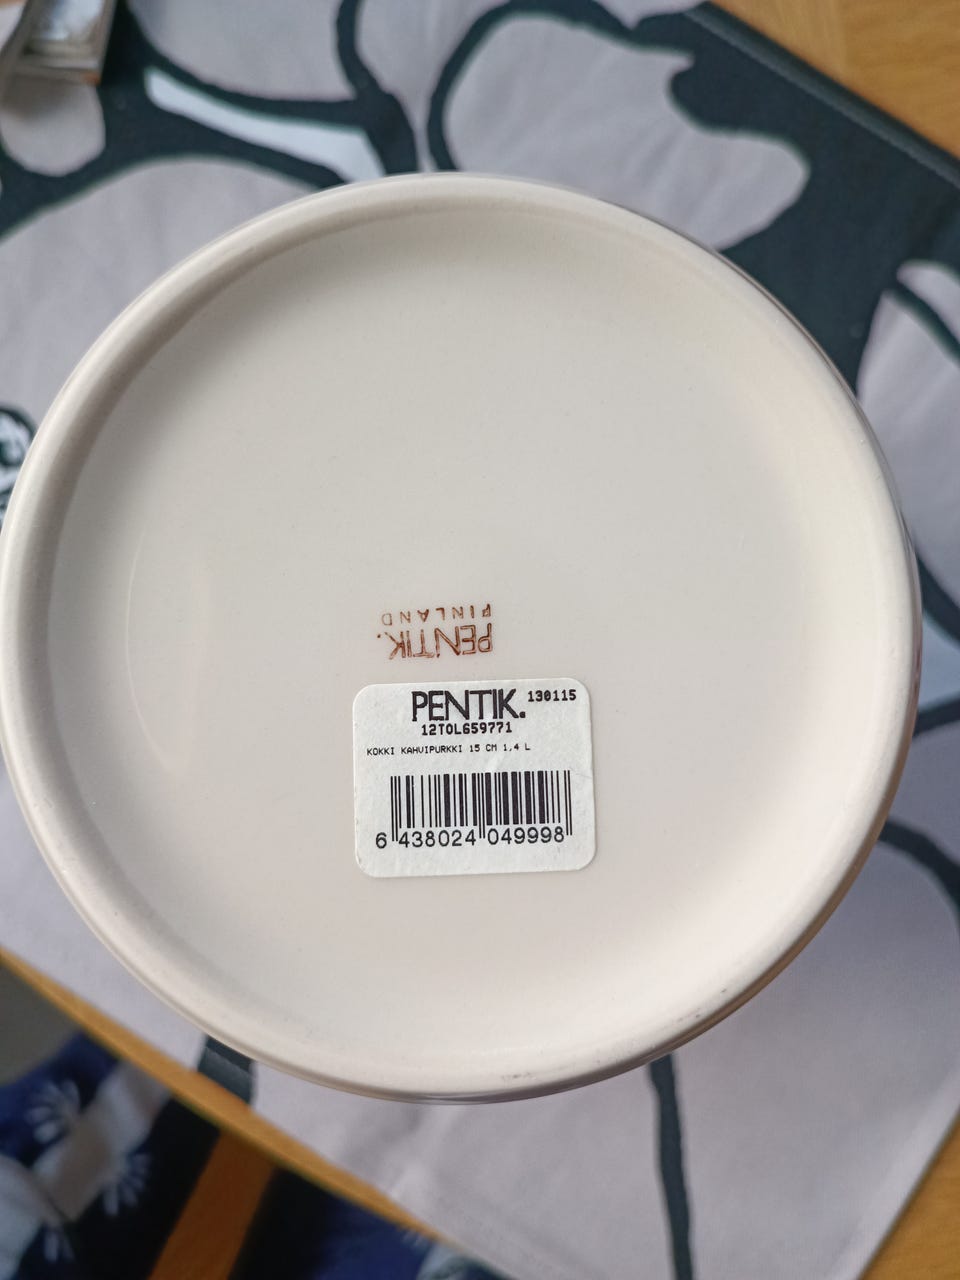 PENTIK.
FINLAND
PENTIK. 130115
12TOL659771
KOKKI KAHVIPURKKI 15 CM 1,4 L
6 438024 049998